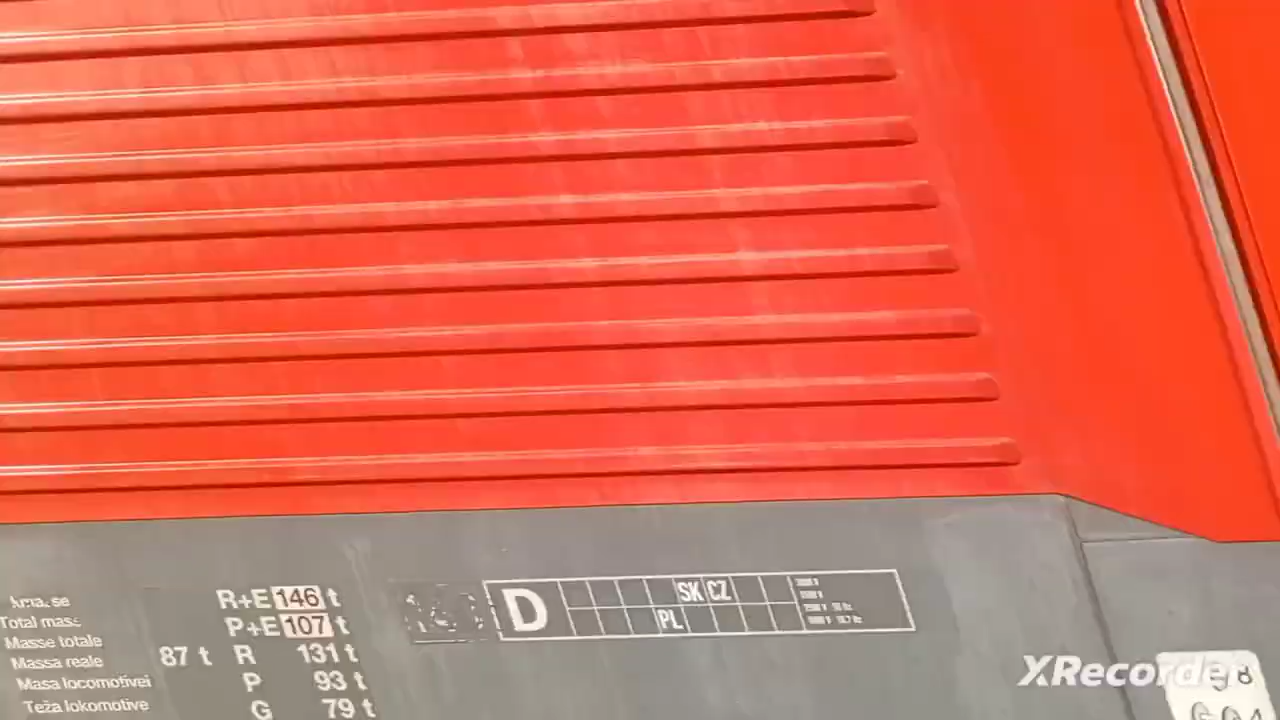 R+E 146 t
Total mass
P+E 107 t
Masse totale
Massa reale
87 t R 131 t
Masa locomotivei
P 93 t
Teža lokomotive
G 79 t
D
SK CZ
PL
XRecorder